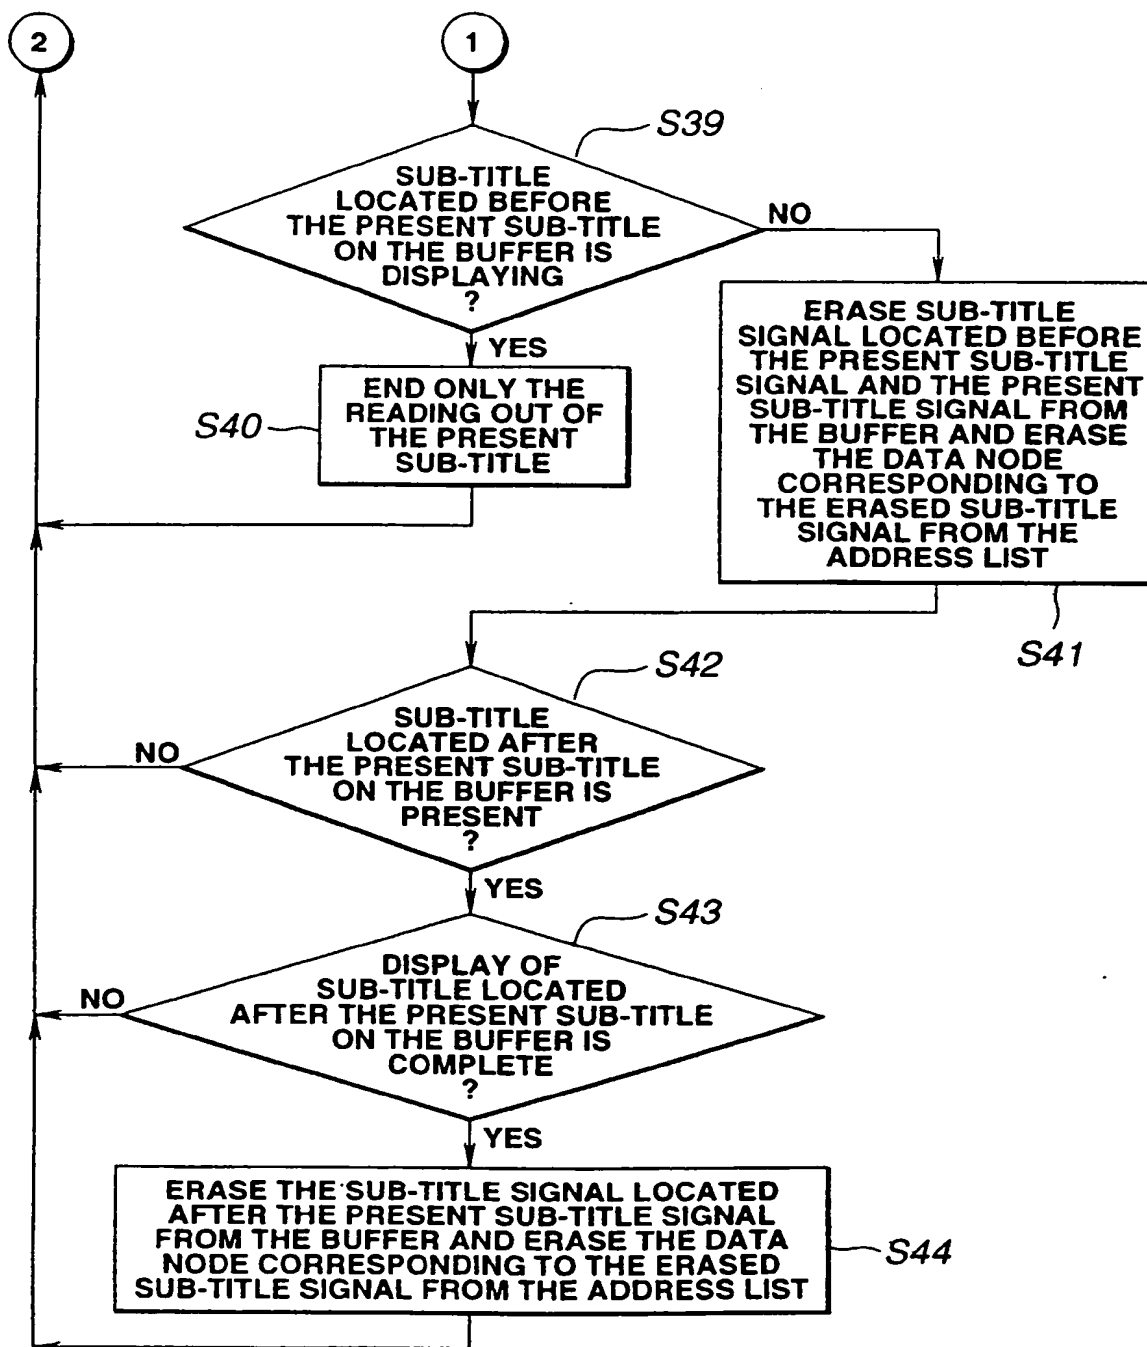 2
1
S39
SUB-TITLE
LOCATED BEFORE
THE PRESENT SUB-TITLE
ON THE BUFFER IS
DISPLAYING
?
NO
YES
END ONLY THE
READING OUT OF
THE PRESENT
SUB-TITLE
S40
ERASE SUB-TITLE
SIGNAL LOCATED BEFORE
THE PRESENT SUB-TITLE
SIGNAL AND THE PRESENT
SUB-TITLE SIGNAL FROM
THE BUFFER AND ERASE
THE DATA NODE
CORRESPONDING TO
THE ERASED SUB-TITLE
SIGNAL FROM THE
ADDRESS LIST
S41
S42
SUB-TITLE
LOCATED AFTER
THE PRESENT SUB-TITLE
ON THE BUFFER IS
PRESENT
?
NO
YES
S43
DISPLAY OF
SUB-TITLE LOCATED
AFTER THE PRESENT SUB-TITLE
ON THE BUFFER IS
COMPLETE
?
NO
YES
ERASE THE SUB-TITLE SIGNAL LOCATED
AFTER THE PRESENT SUB-TITLE SIGNAL
FROM THE BUFFER AND ERASE THE DATA
NODE CORRESPONDING TO THE ERASED
SUB-TITLE SIGNAL FROM THE ADDRESS LIST
S44